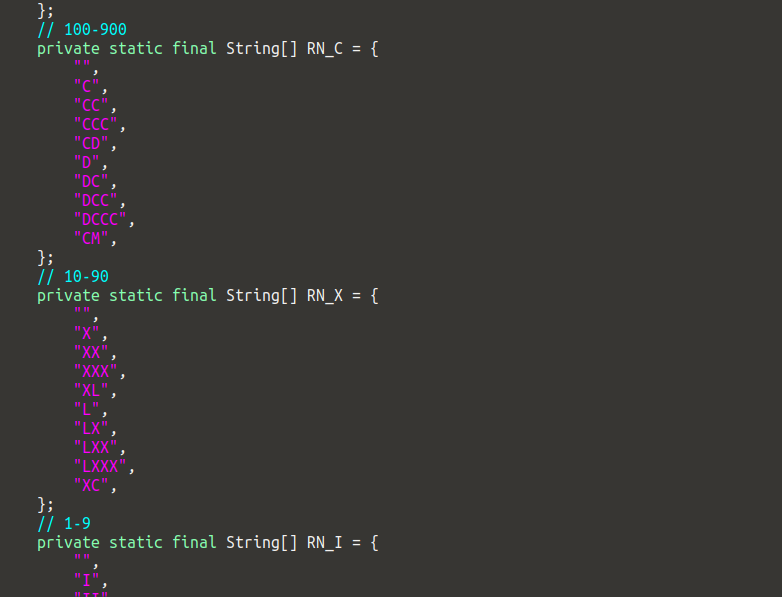 };
// 100-900
private static final String[] RN_C = {
"",
"C",
"CC",
"CCC",
"CD",
"D",
"DC",
"DCC",
"DCCC",
"CM",
};
// 10-90
private static final String[] RN_X = {
"",
"X",
"XX",
"XXX",
"XL",
"L",
"LX",
"LXX",
"LXXX",
"XC",
};
// 1-9
private static final String[] RN_I = {
"",
"I",